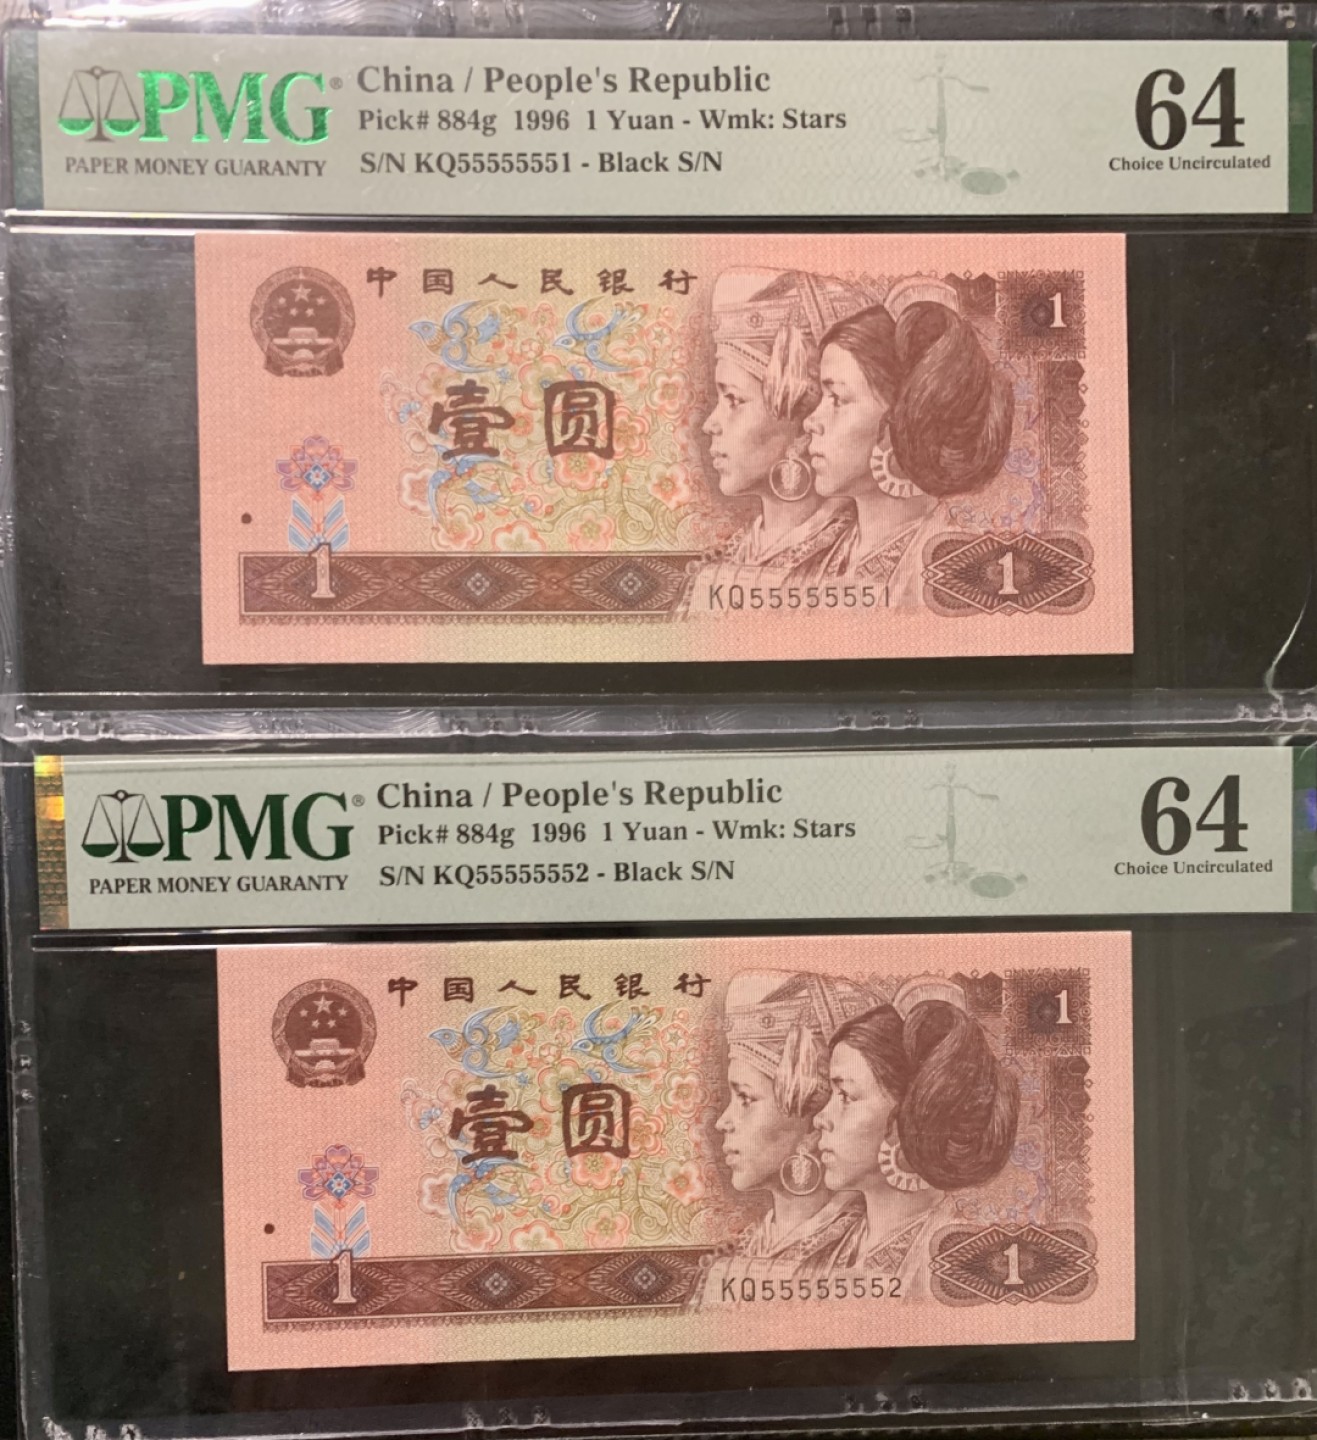 PMG®
PAPER MONEY GUARANTY
China / People's Republic
Pick# 884g 1996 1 Yuan - Wmk: Stars
S/N KQ55555551 - Black S/N
64
Choice Uncirculated
中国人民银行
1
壹圆
1
KQ55555551
1
PMG®
PAPER MONEY GUARANTY
China / People's Republic
Pick# 884g 1996 1 Yuan - Wmk: Stars
S/N KQ55555552 - Black S/N
64
Choice Uncirculated
中国人民银行
1
壹圆
1
KQ55555552
1